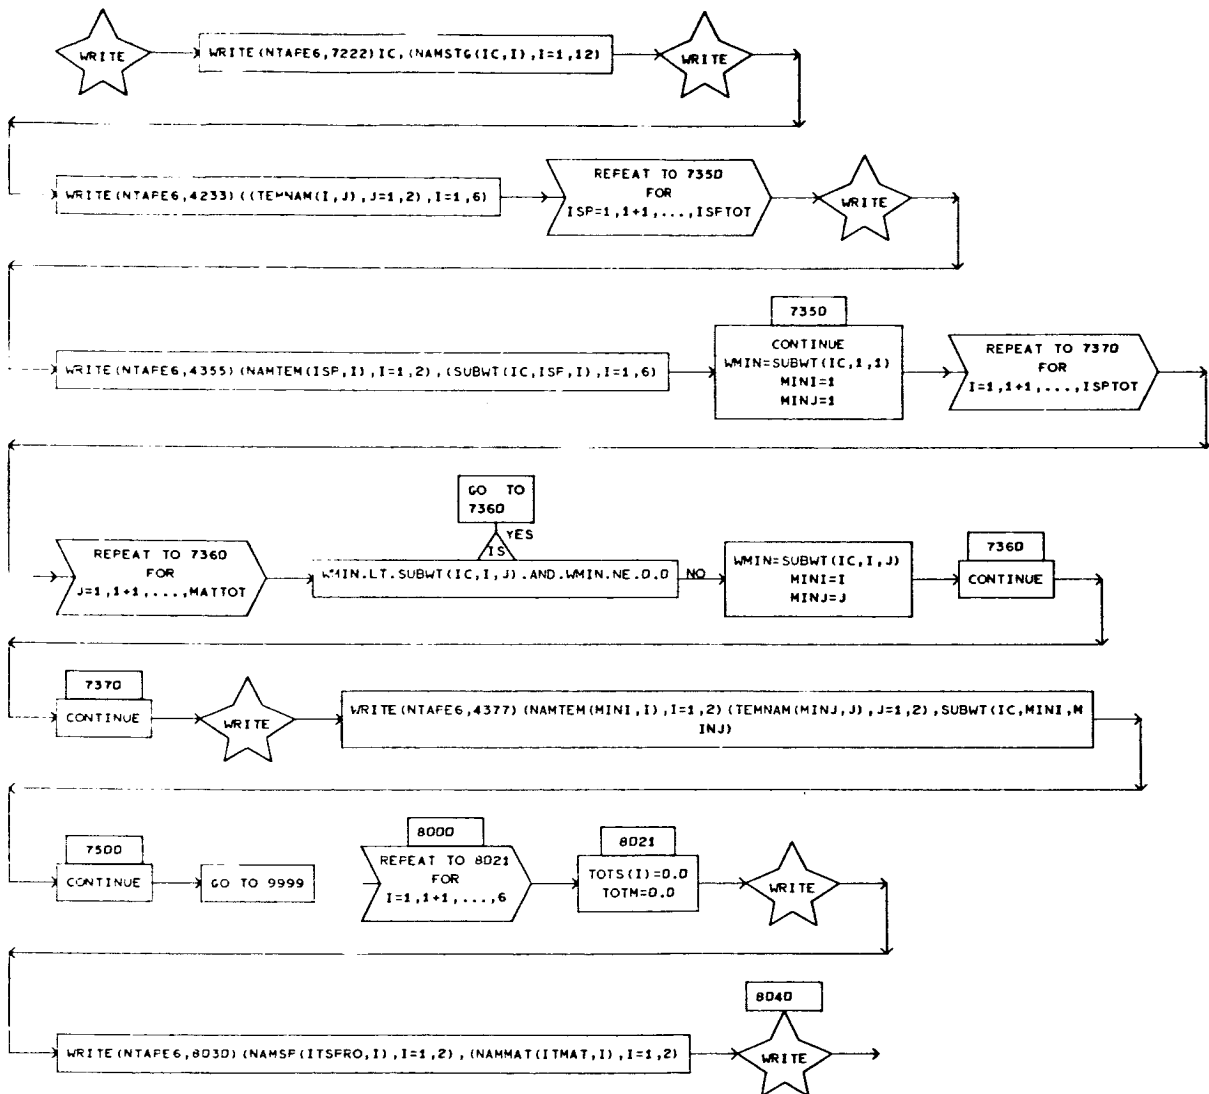 WRITE
WRITE(NTAPE6,7222)IC,(NAMSTG(IC,I),I=1,12)
WRITE
WRITE(NTAPE6,4233)((TEMNAM(I,J),J=1,2),I=1,6)
REPEAT TO 7350
FOR
ISP=1,1+1,...,ISPTOT
WRITE
WRITE(NTAPE6,4355)(NAMTEM(ISP,I),I=1,2),(SUBWT(IC,ISP,I),I=1,6)
7350
CONTINUE
WMIN=SUBWT(IC,1,1)
MINI=1
MINJ=1
REPEAT TO 7370
FOR
I=1,1+1,...,ISPTOT
REPEAT TO 7360
FOR
J=1,1+1,...,MATTOT
GO TO
7360
YES
IS
WMIN.LT.SUBWT(IC,I,J).AND.WMIN.NE.0.0
NO
WMIN=SUBWT(IC,I,J)
MINI=I
MINJ=J
7360
CONTINUE
7370
CONTINUE
WRITE
WRITE(NTAPE6,4377)(NAMTEM(MINI,I),I=1,2)(TEMNAM(MINJ,J),J=1,2),SUBWT(IC,MINI,M
INJ)
7500
CONTINUE
GO TO 9999
8000
REPEAT TO 8021
FOR
I=1,1+1,...,6
8021
TOTS(I)=0.0
TOTM=0.0
WRITE
WRITE(NTAPE6,8030)(NAMSP(ITSPRO,I),I=1,2),(NAMMAT(ITMAT,I),I=1,2)
8040
WRITE